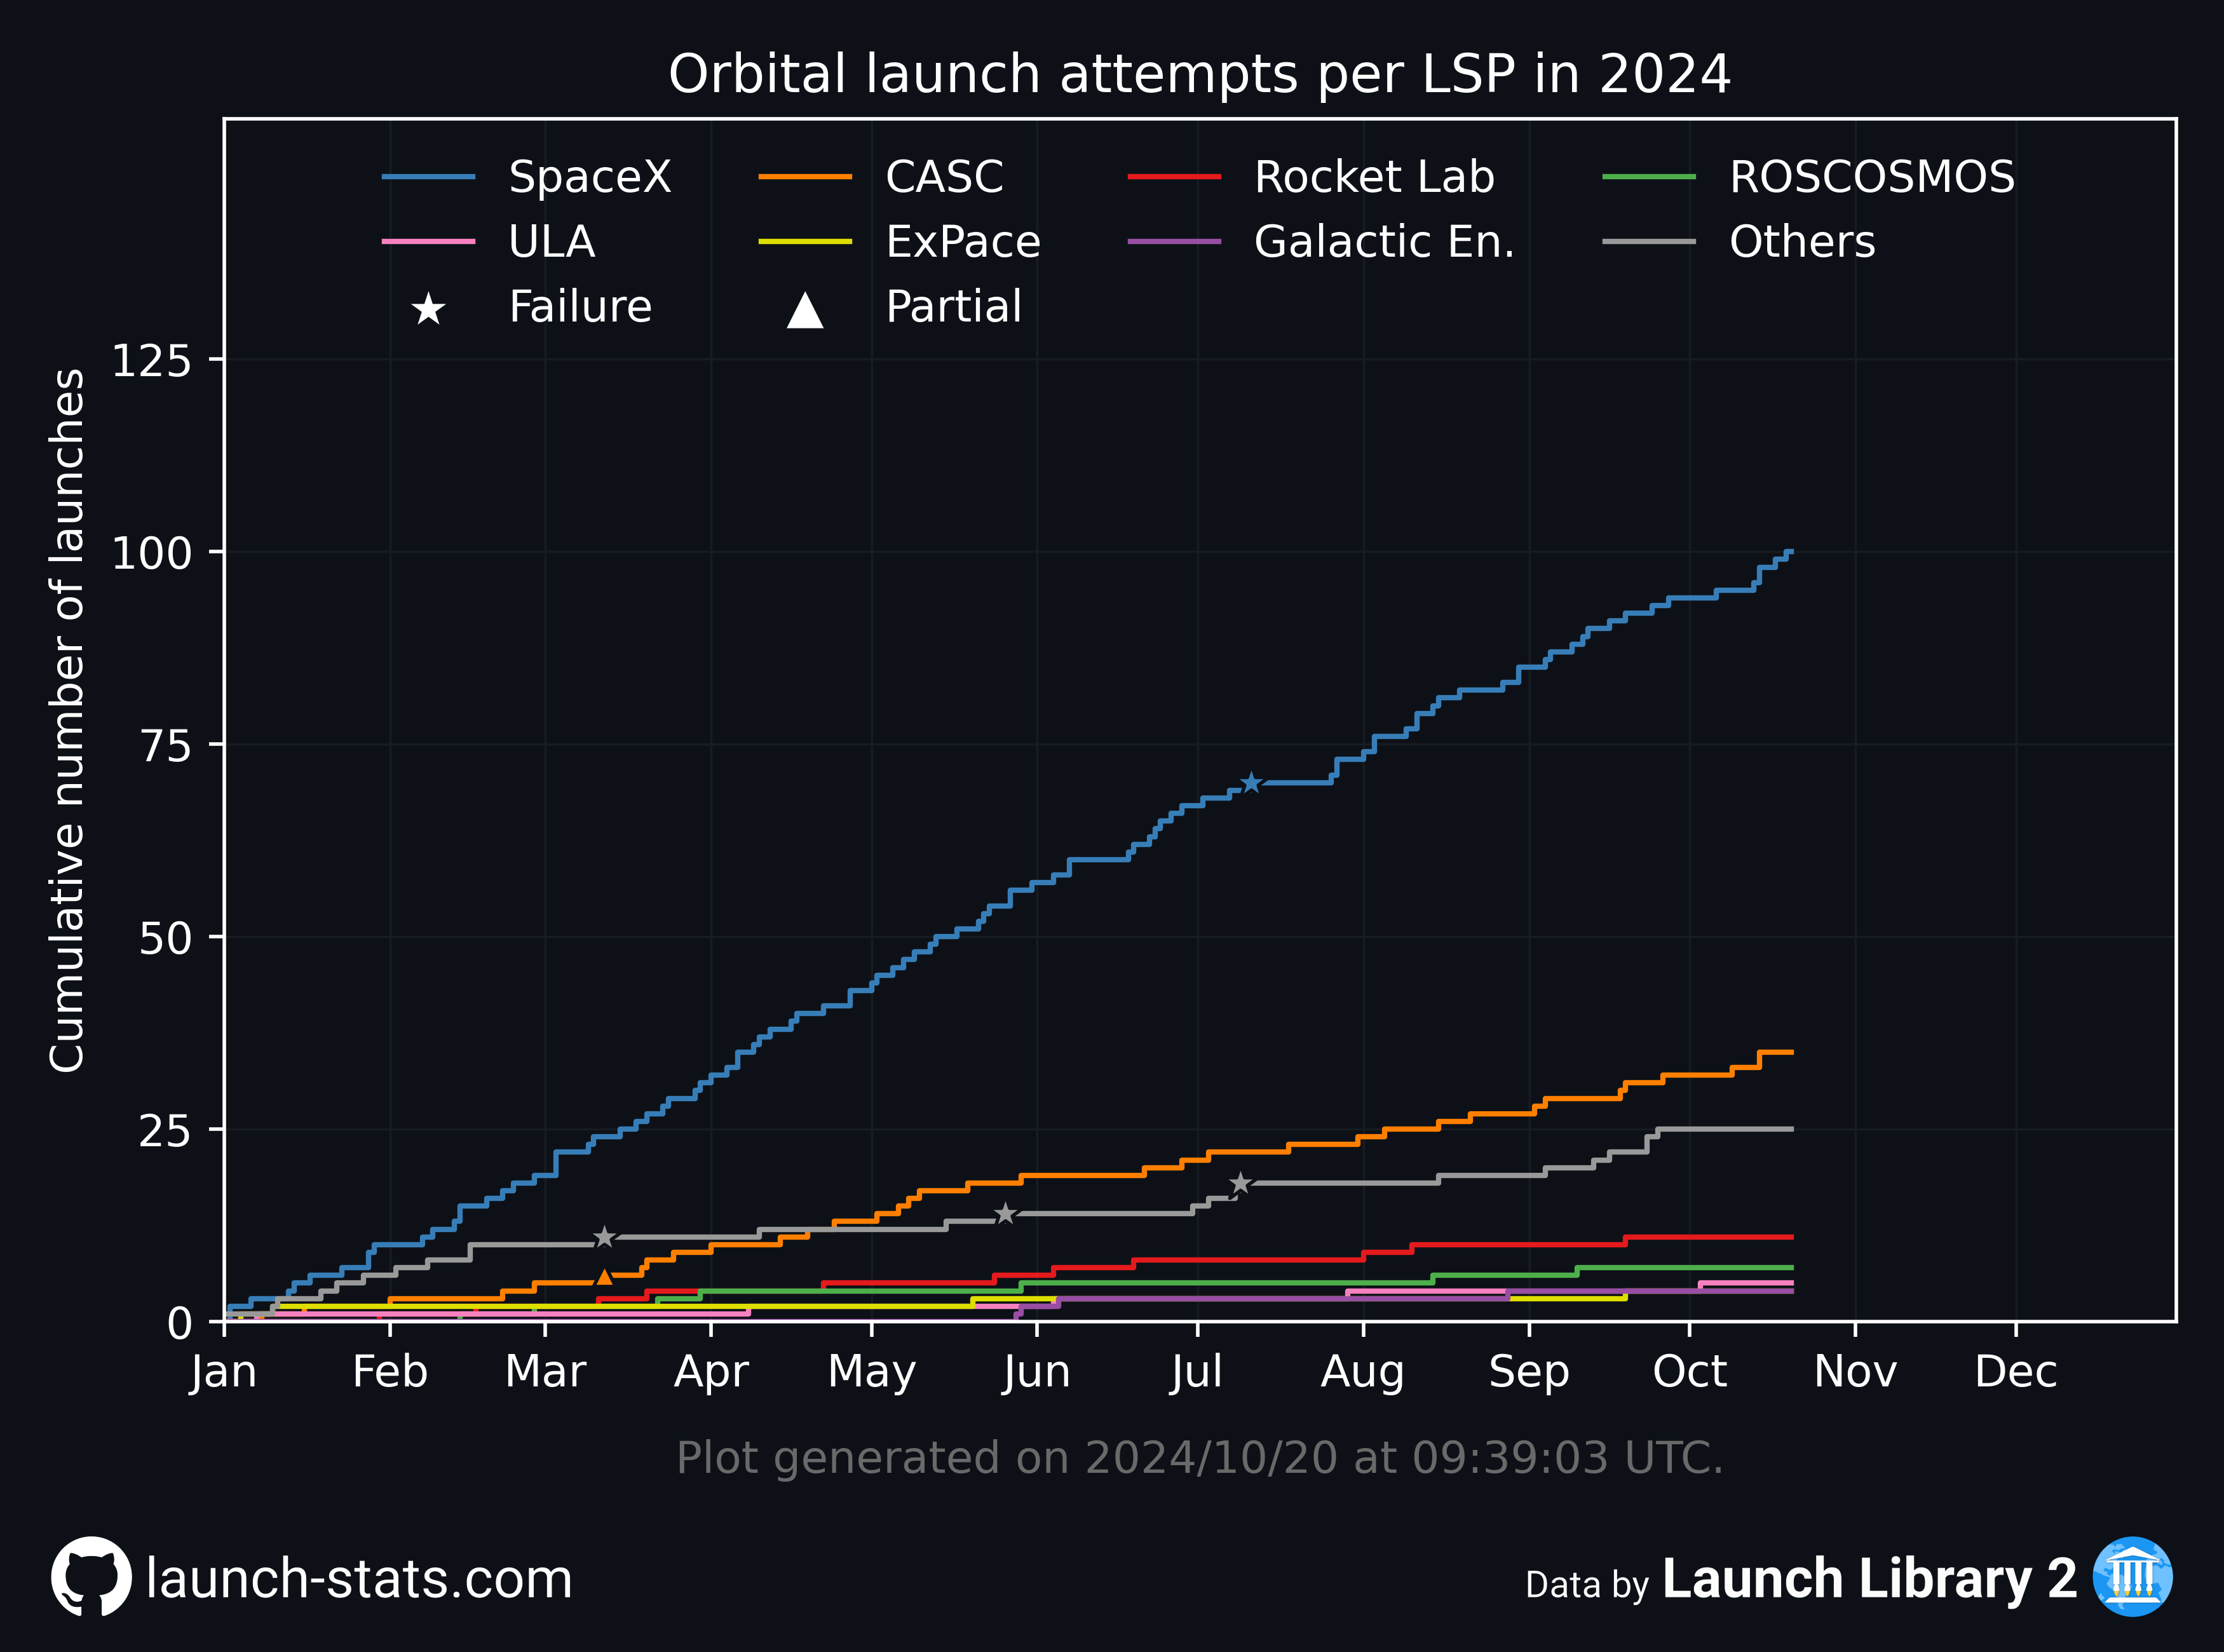 Orbital launch attempts per LSP in 2024
SpaceX CASC Rocket Lab ROSCOSMOS
ULA ExPace Galactic En. Others
Failure Partial
Cumulative number of launches
125
100
75
50
25
0
Jan Feb Mar Apr May Jun Jul Aug Sep Oct Nov Dec
Plot generated on 2024/10/20 at 09:39:03 UTC.
launch-stats.com
Data by Launch Library 2